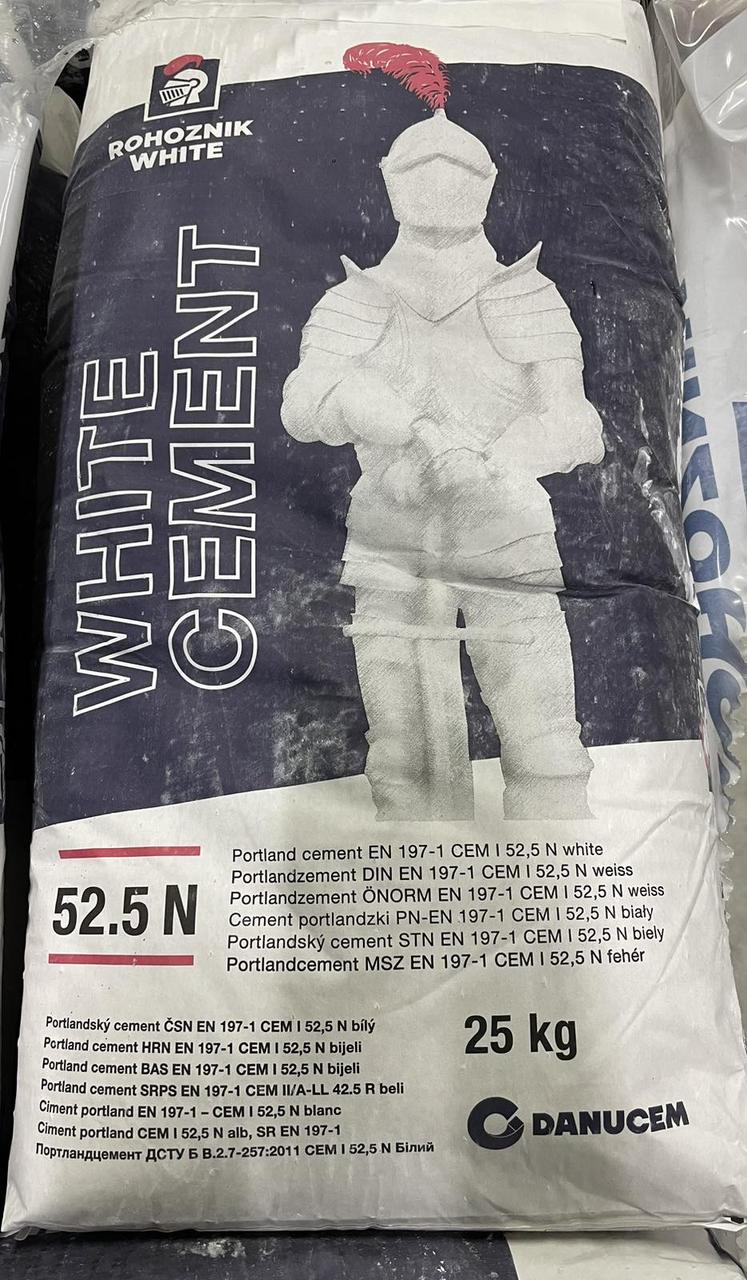 ROHOZNIK
WHITE
WHITE
CEMENT
52.5 N
Portland cement EN 197-1 CEM I 52,5 N white
Portlandzement DIN EN 197-1 CEM I 52,5 N weiss
Portlandzement ÖNORM EN 197-1 CEM I 52,5 N weiss
Cement portlandzki PN-EN 197-1 CEM I 52,5 N biały
Portlandský cement STN EN 197-1 CEM I 52,5 N biely
Portlandcement MSZ EN 197-1 CEM I 52,5 N fehér
Portlandský cement ČSN EN 197-1 CEM I 52,5 N bílý
Portland cement HRN EN 197-1 CEM I 52,5 N bijeli
Portland cement BAS EN 197-1 CEM I 52,5 N bijeli
Portland cement SRPS EN 197-1 CEM II/A-LL 42.5 R beli
Ciment portland EN 197-1 – CEM I 52,5 N blanc
Ciment portland CEM I 52,5 N alb, SR EN 197-1
Портландцемент ДСТУ Б В.2.7-257:2011 СЕМ I 52,5 N Білий
25 kg
DANUCEM